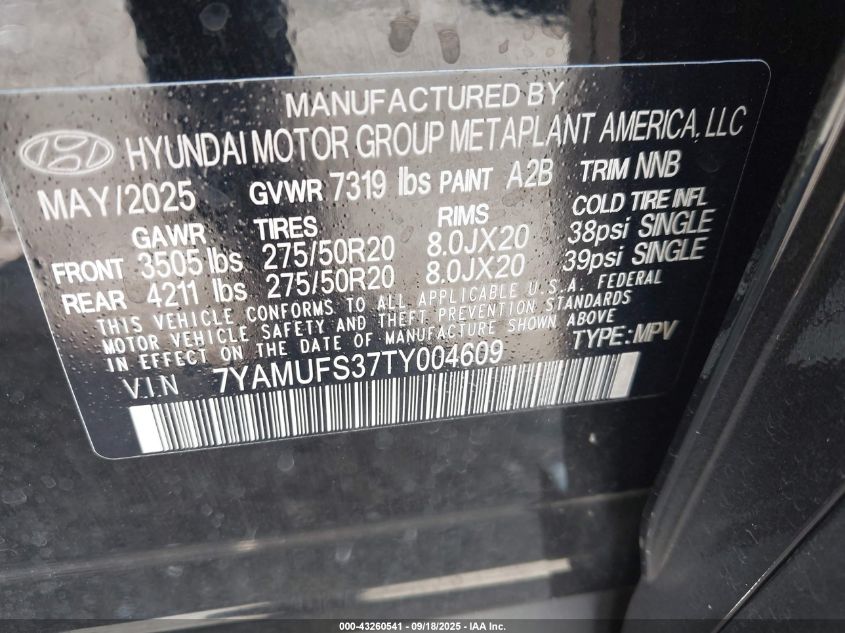 MANUFACTURED BY
HYUNDAI MOTOR GROUP METAPLANT AMERICA, LLC
MAY/2025 GVWR 7319 lbs PAINT A2B TRIM NNB
GAWR TIRES RIMS COLD TIRE INFL
FRONT 3505 lbs 275/50R20 8.0JX20 38psi SINGLE
REAR 4211 lbs 275/50R20 8.0JX20 39psi SINGLE
THIS VEHICLE CONFORMS TO ALL APPLICABLE U.S.A. FEDERAL
MOTOR VEHICLE SAFETY AND THEFT PREVENTION STANDARDS
IN EFFECT ON THE DATE OF MANUFACTURE SHOWN ABOVE
V.I.N 7YAMUFS37TY004609 TYPE:MPV
000-43260541 - 09/18/2025 - IAA Inc.